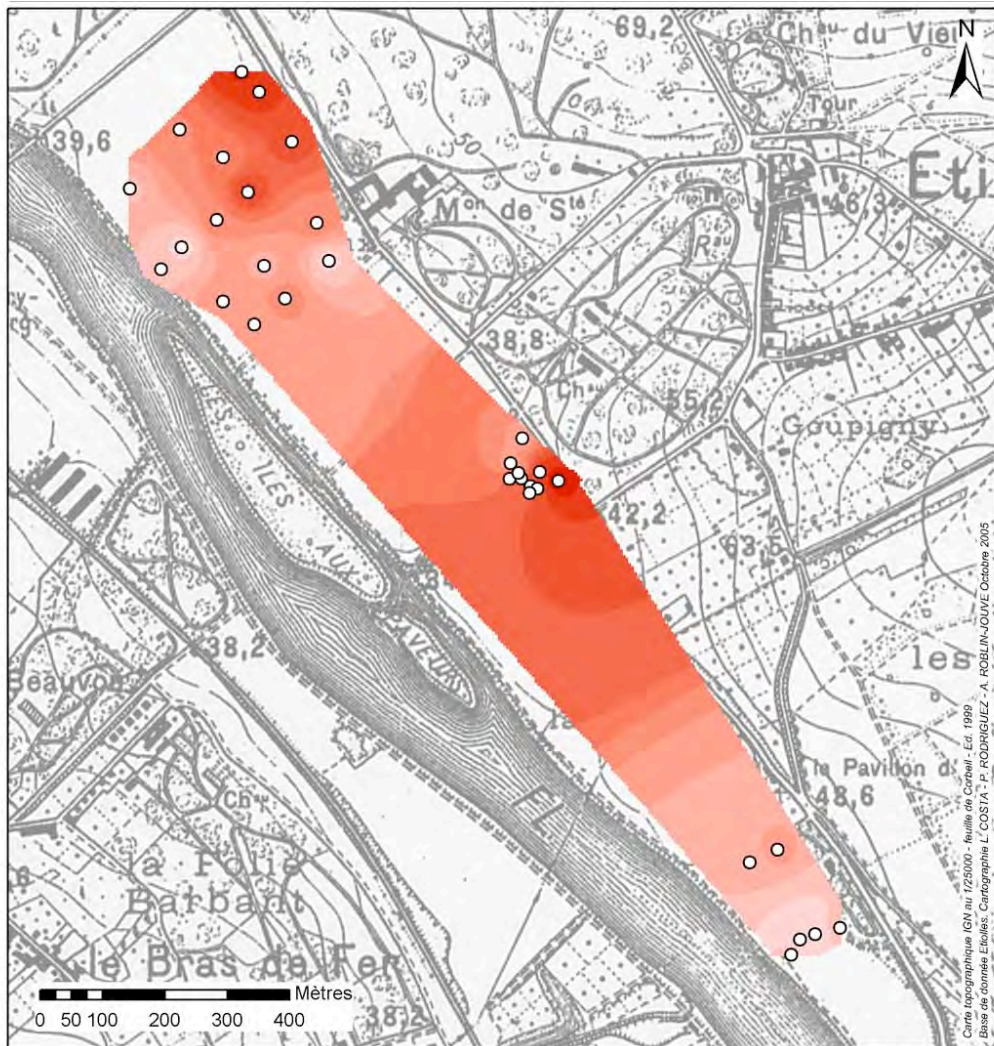 69,2
Ch.au du Viei
N
Tour
39,6
50
Eti
46,3
M.on de S.te
R.au
38,8
Ch.au
55,2
Goupigny
ILES
AUX
PAVEURS
42,2
63,5
38,2
les
Beauvoir
le Pavillon d
48,6
Ch.au
la Folie
Barbant
le Bras de Fer
38,2
Mètres
0 50 100 200 300 400
Carte topographique IGN au 1/25000 - feuille de Corbeil - Ed. 1999
Base de donnée Etiolles. Cartographie L. COSTA - P. RODRIGUEZ - A. ROBLIN-JOUVE Octobre 2005